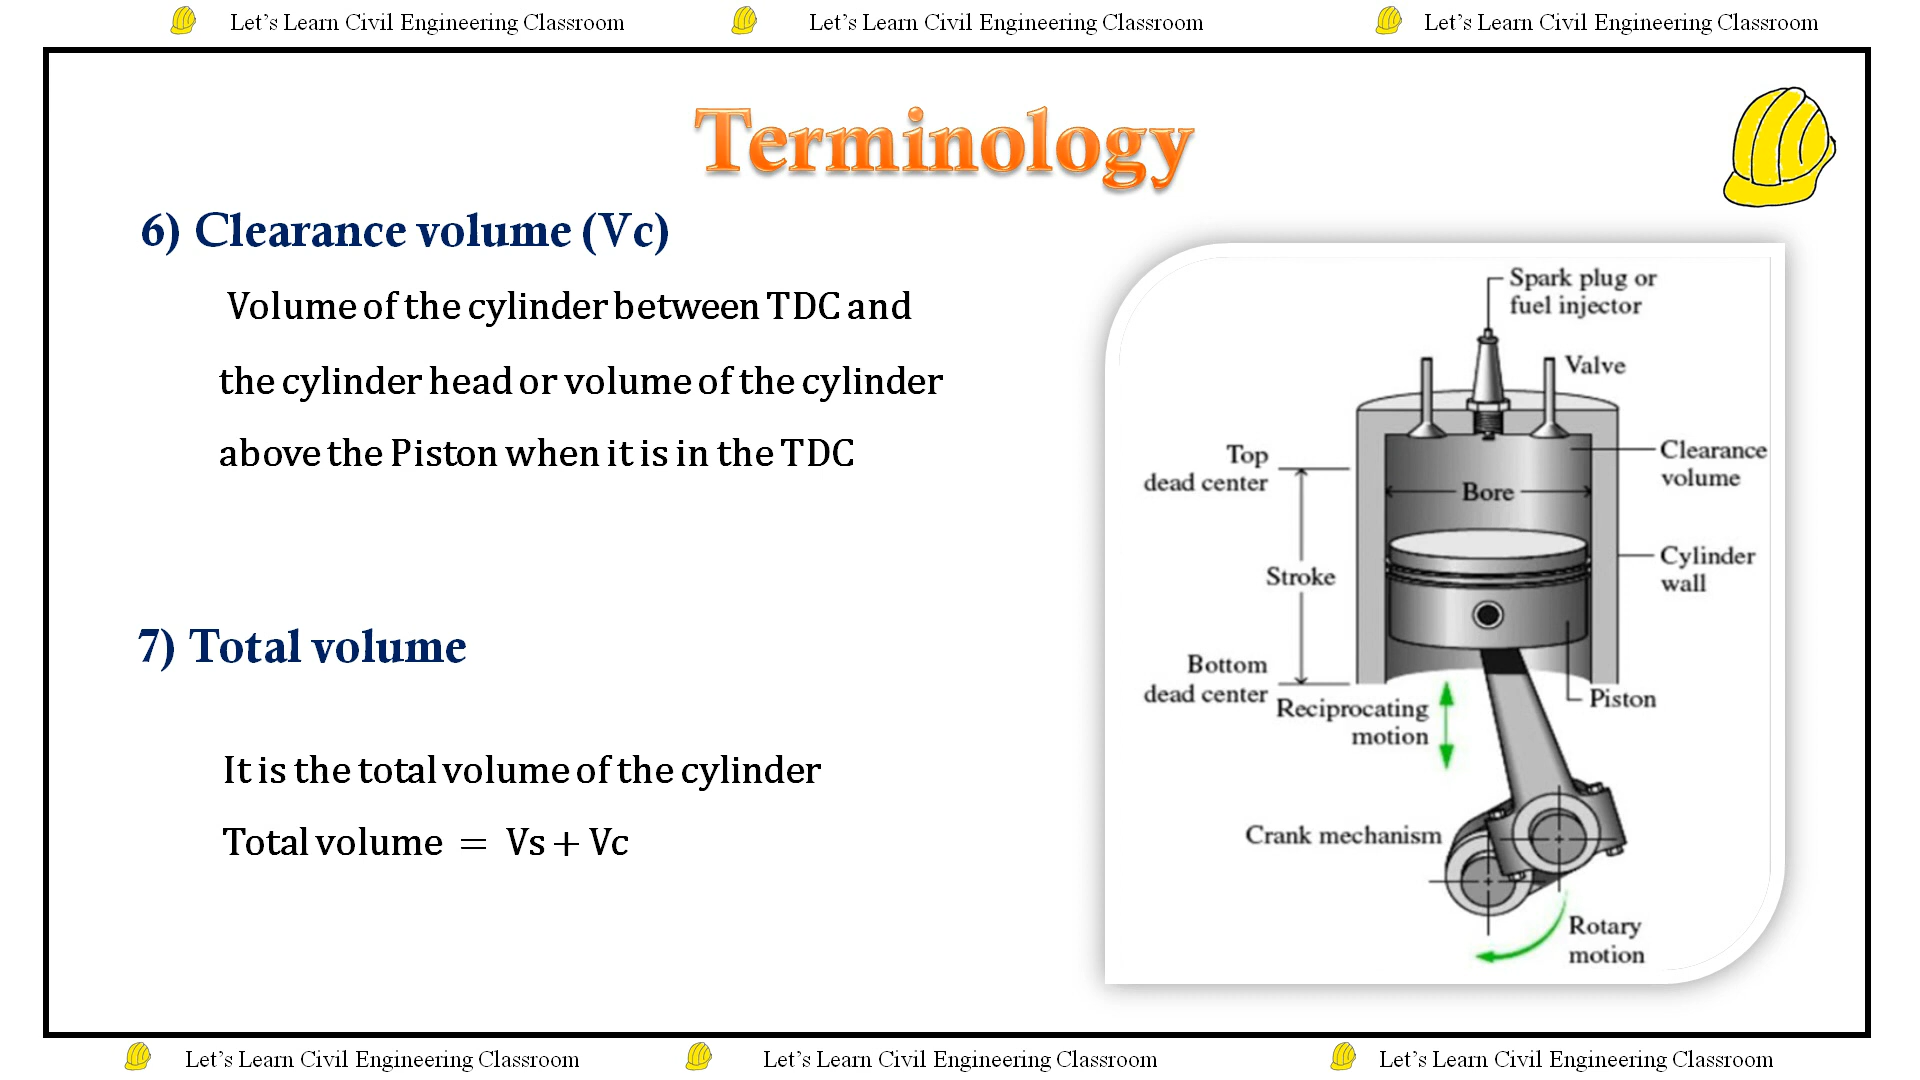 Let's Learn Civil Engineering Classroom
Let's Learn Civil Engineering Classroom
Let's Learn Civil Engineering Classroom
Terminology
6) Clearance volume (Vc)
Volume of the cylinder between TDC and
the cylinder head or volume of the cylinder
above the Piston when it is in the TDC
7) Total volume
It is the total volume of the cylinder
Total volume = Vs + Vc
Spark plug or
fuel injector
Valve
Top
dead center
Clearance
volume
Bore
Cylinder
wall
Stroke
Bottom
dead center
Piston
Reciprocating
motion
Crank mechanism
Rotary
motion
Let's Learn Civil Engineering Classroom
Let's Learn Civil Engineering Classroom
Let's Learn Civil Engineering Classroom